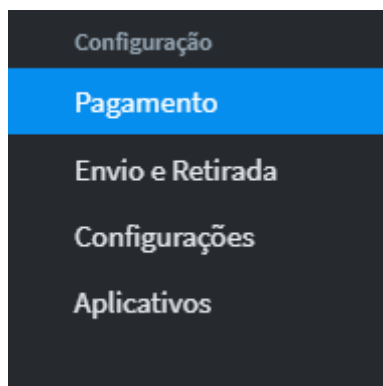 Configuração
Pagamento
Envio e Retirada
Configurações
Aplicativos